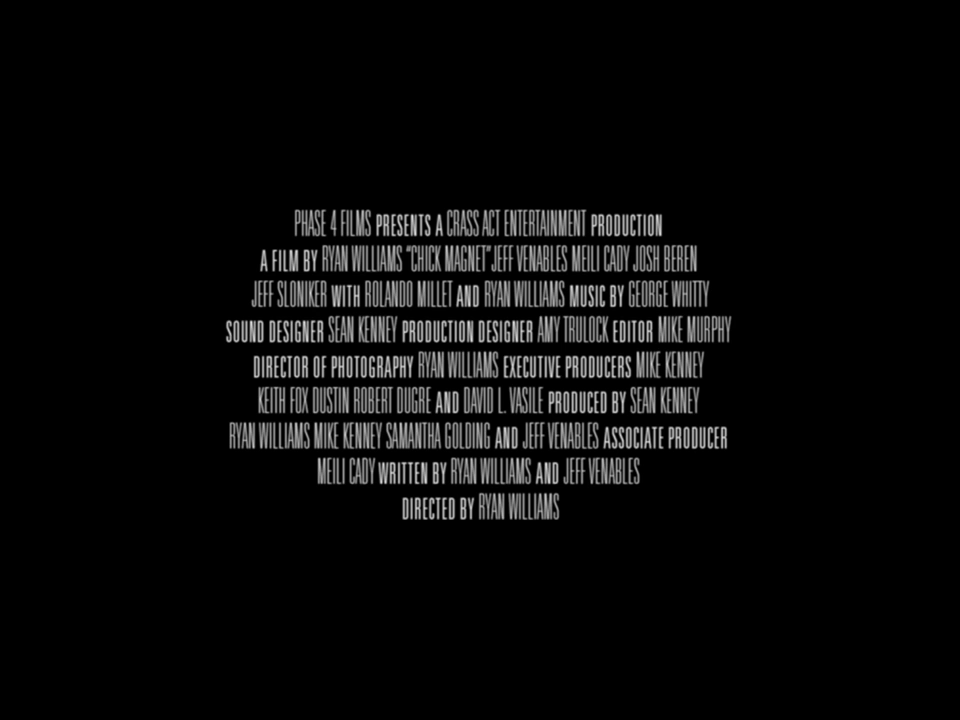 PHASE 4 FILMS PRESENTS A CRASS ACT ENTERTAINMENT PRODUCTION
A FILM BY RYAN WILLIAMS "CHICK MAGNET" JEFF VENABLES MEILI CADY JOSH BEREN
JEFF SLONIKER WITH ROLANDO MILLET AND RYAN WILLIAMS MUSIC BY GEORGE WHITTY
SOUND DESIGNER SEAN KENNEY PRODUCTION DESIGNER AMY TRULOCK EDITOR MIKE MURPHY
DIRECTOR OF PHOTOGRAPHY RYAN WILLIAMS EXECUTIVE PRODUCERS MIKE KENNEY
KEITH FOX DUSTIN ROBERT DUGRE AND DAVID L. VASILE PRODUCED BY SEAN KENNEY
RYAN WILLIAMS MIKE KENNEY SAMANTHA GOLDING AND JEFF VENABLES ASSOCIATE PRODUCER
MEILI CADY WRITTEN BY RYAN WILLIAMS AND JEFF VENABLES
DIRECTED BY RYAN WILLIAMS